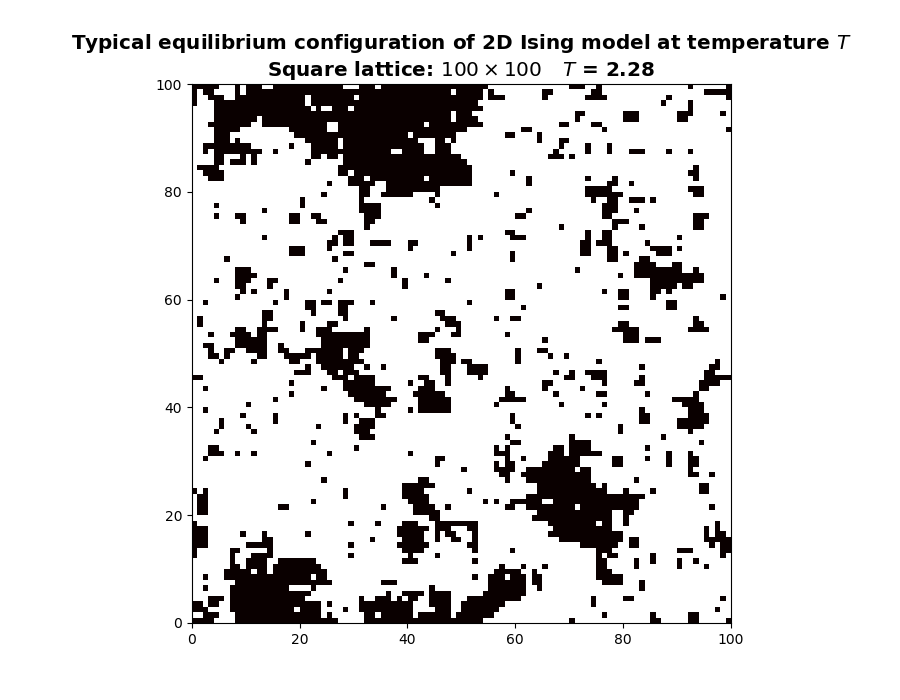 Typical equilibrium configuration of 2D Ising model at temperature T
Square lattice: 100 × 100 T = 2.28
100
80
60
40
20
0
0 20 40 60 80 100